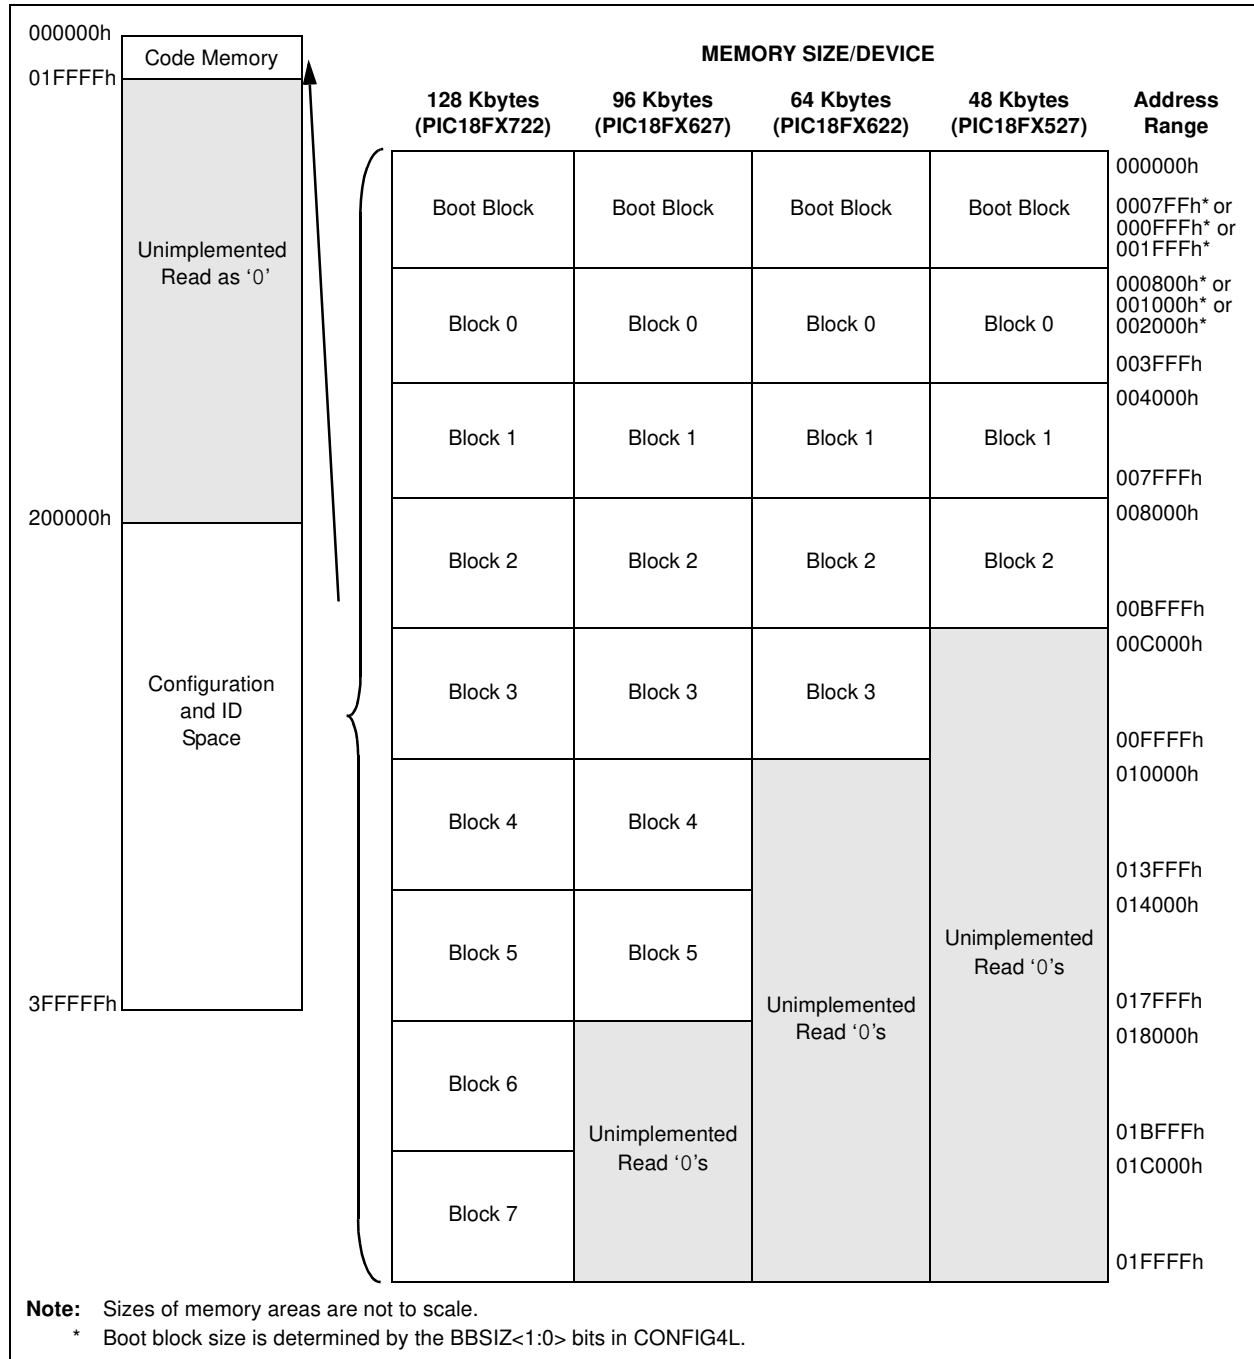 000000h
Code Memory
01FFFFh
Unimplemented
Read as ‘0’
200000h
Configuration
and ID
Space
3FFFFFh
MEMORY SIZE/DEVICE
128 Kbytes
(PIC18FX722)
96 Kbytes
(PIC18FX627)
64 Kbytes
(PIC18FX622)
48 Kbytes
(PIC18FX527)
Address
Range
Boot Block
Boot Block
Boot Block
Boot Block
000000h
0007FFh* or
000FFFh* or
001FFFh*
Block 0
Block 0
Block 0
Block 0
000800h* or
001000h* or
002000h*
003FFFh
Block 1
Block 1
Block 1
Block 1
004000h
007FFFh
Block 2
Block 2
Block 2
Block 2
008000h
00BFFFh
Block 3
Block 3
Block 3
00C000h
00FFFFh
Block 4
Block 4
010000h
013FFFh
Block 5
Block 5
014000h
017FFFh
Unimplemented
Read ‘0’s
Unimplemented
Read ‘0’s
Block 6
018000h
01BFFFh
Unimplemented
Read ‘0’s
Block 7
01C000h
01FFFFh
Note: Sizes of memory areas are not to scale.
* Boot block size is determined by the BBSIZ<1:0> bits in CONFIG4L.